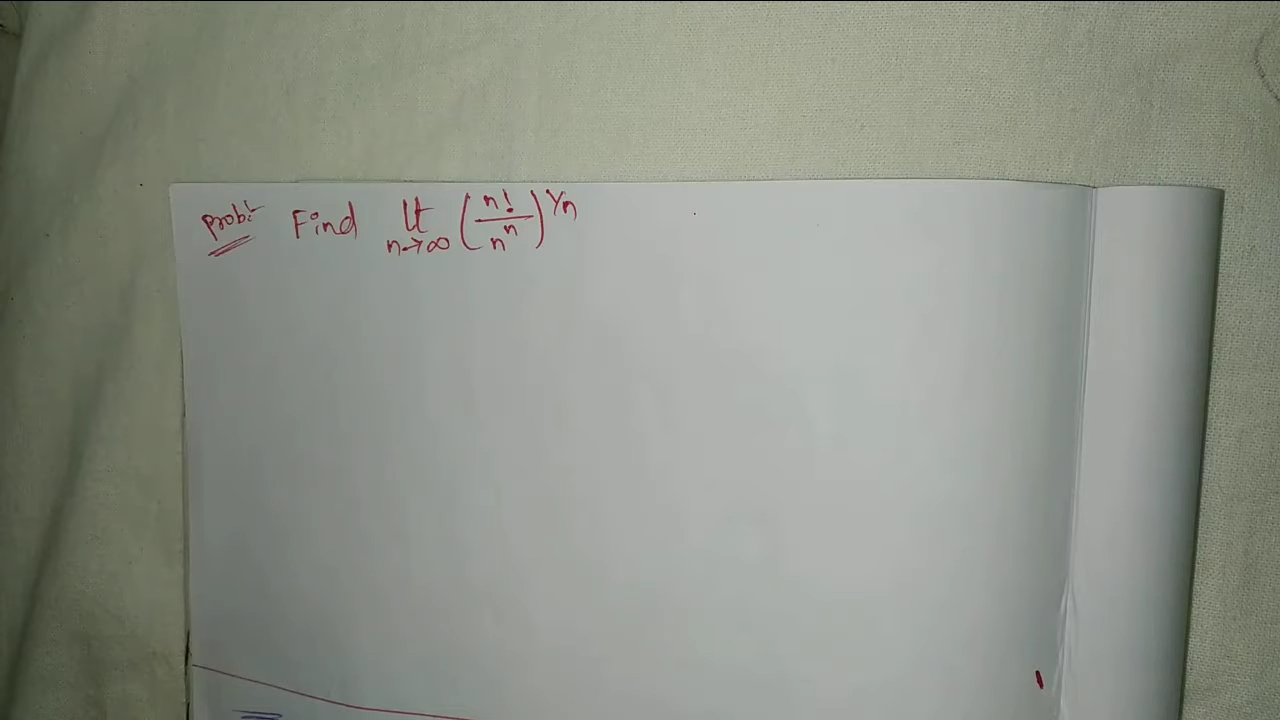 Prob:- Find lt n→∞ (n!/n^n)^1/n